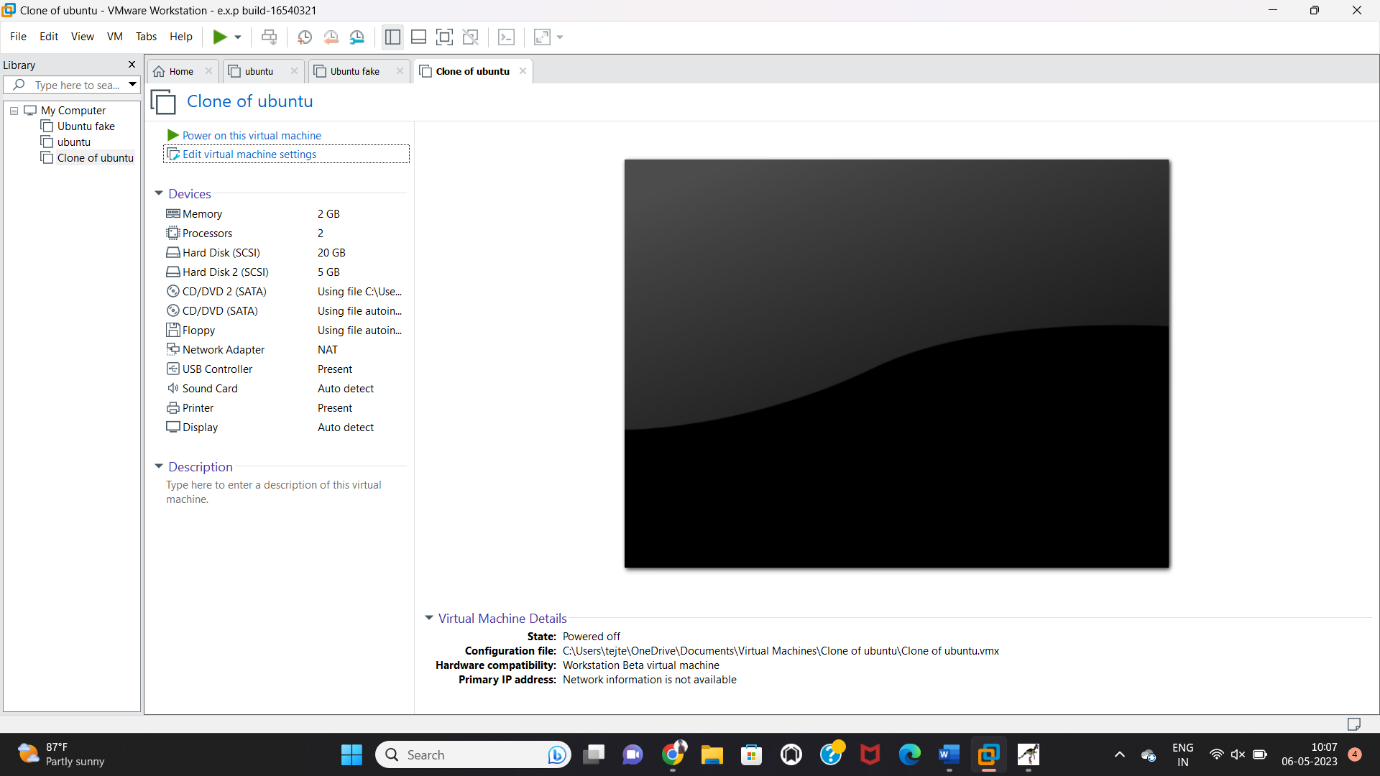 Clone of ubuntu - VMware Workstation - e.x.p build-16540321
File Edit View VM Tabs Help
Library
Type here to sea...
My Computer
Ubuntu fake
ubuntu
Clone of ubuntu
Home ubuntu Ubuntu fake Clone of ubuntu
Clone of ubuntu
Power on this virtual machine
Edit virtual machine settings
Devices
Memory 2 GB
Processors 2
Hard Disk (SCSI) 20 GB
Hard Disk 2 (SCSI) 5 GB
CD/DVD 2 (SATA) Using file C:\Use...
CD/DVD (SATA) Using file autoin...
Floppy Using file autoin...
Network Adapter NAT
USB Controller Present
Sound Card Auto detect
Printer Present
Display Auto detect
Description
Type here to enter a description of this virtual
machine.
Virtual Machine Details
State: Powered off
Configuration file: C:\Users\tejte\OneDrive\Documents\Virtual Machines\Clone of ubuntu\Clone of ubuntu.vmx
Hardware compatibility: Workstation Beta virtual machine
Primary IP address: Network information is not available
87°F
Partly sunny
Search
ENG
IN
10:07
06-05-2023
4